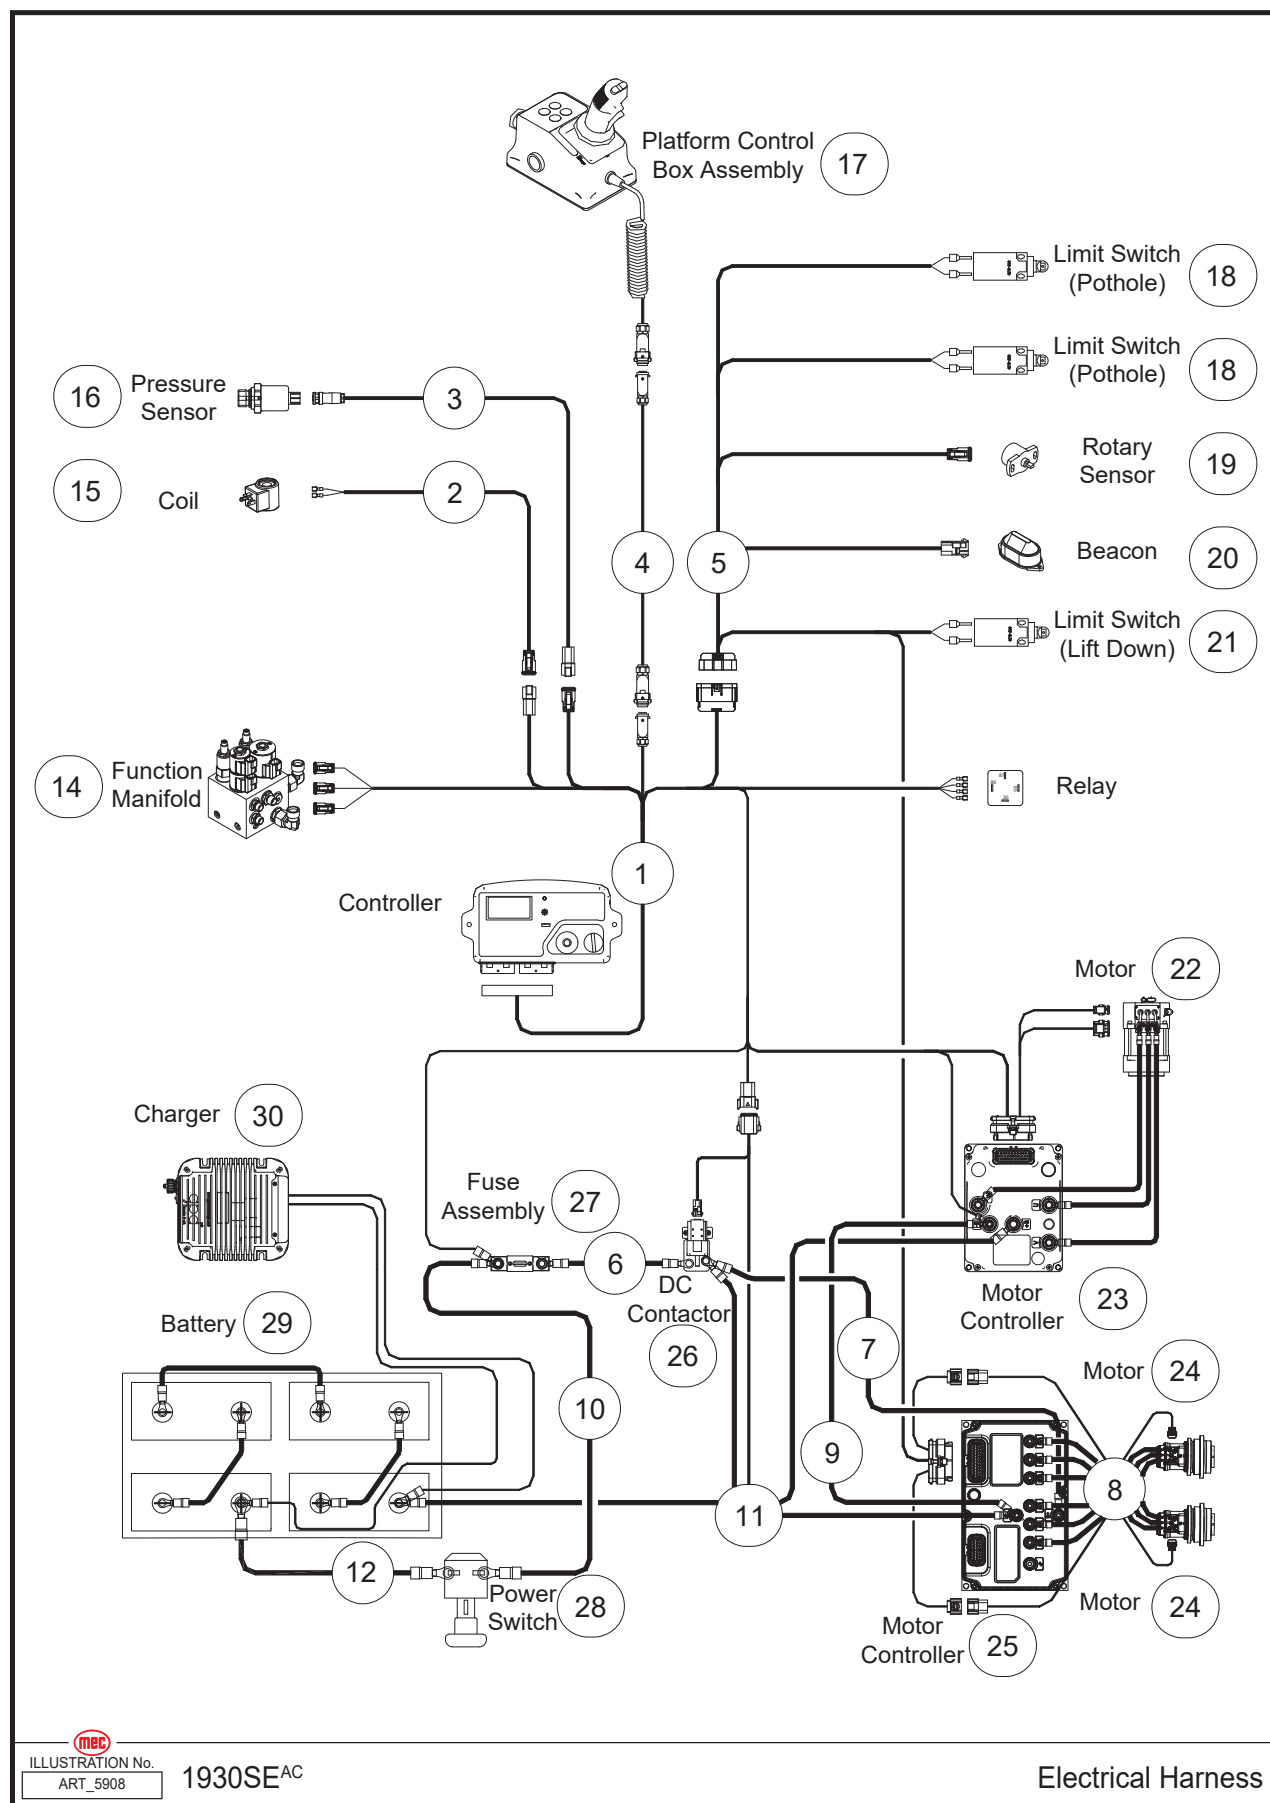 Platform Control
Box Assembly
17
Limit Switch
(Pothole)
18
Limit Switch
(Pothole)
18
16
Pressure
Sensor
3
Rotary
Sensor
19
15
Coil
2
4
5
Beacon
20
Limit Switch
(Lift Down)
21
14
Function
Manifold
Relay
1
Controller
Motor
22
Charger
30
Fuse
Assembly
27
6
DC
Contactor
26
Motor
Controller
23
Battery
29
7
Motor
24
10
9
8
11
12
Power
Switch
28
Motor
24
Motor
Controller
25
mec
ILLUSTRATION No.
ART_5908
1930SEAC
Electrical Harness